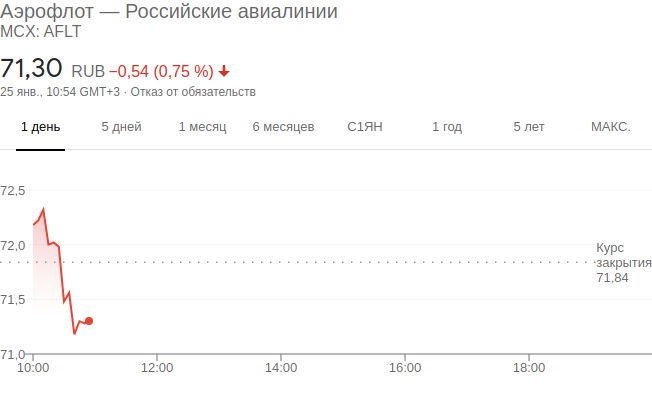 Аэрофлот — Российские авиалинии
MCX: AFLT
71,30 RUB −0,54 (0,75 %) ↓
25 янв., 10:54 GMT+3 · Отказ от обязательств
1 день 5 дней 1 месяц 6 месяцев С1ЯН 1 год 5 лет МАКС.
72,5
72,0
Курс
закрытия
71,84
71,5
71,0
10:00 12:00 14:00 16:00 18:00